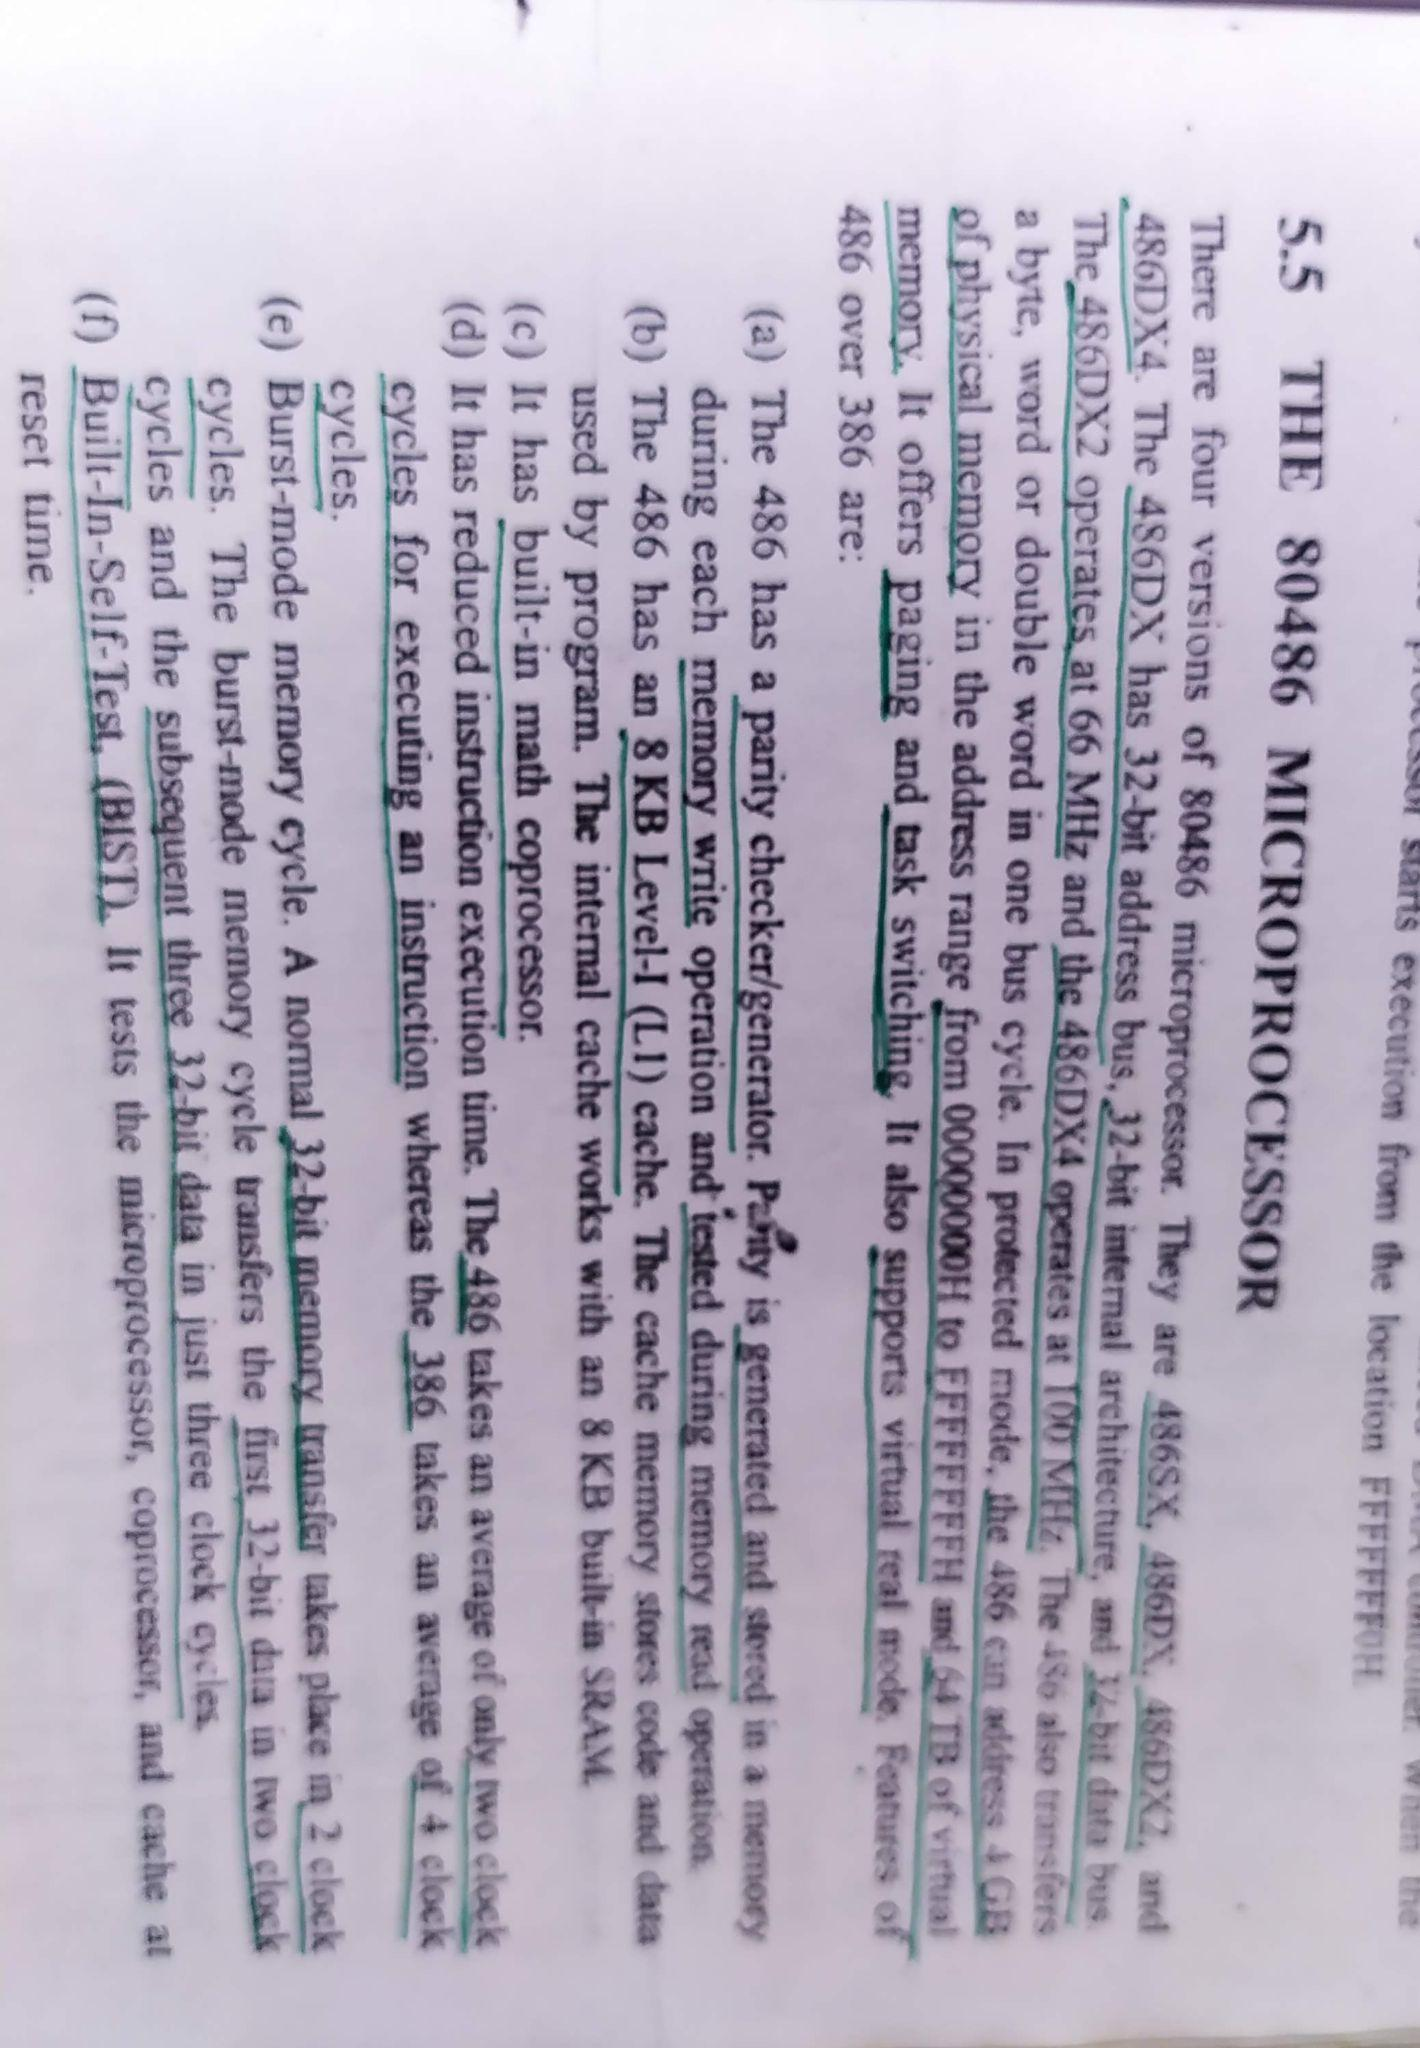 processor starts execution from the location FFFFFFF0H.
5.5 THE 80486 MICROPROCESSOR
There are four versions of 80486 microprocessor. They are 486SX, 486DX, 486DX2, and
486DX4. The 486DX has 32-bit address bus, 32-bit internal architecture, and 32-bit data bus.
The 486DX2 operates at 66 MHz and the 486DX4 operates at 100 MHz. The 486 also transfers
a byte, word or double word in one bus cycle. In protected mode, the 486 can address 4 GB
of physical memory in the address range from 00000000H to FFFFFFFFH and 64 TB of virtual
memory. It offers paging and task switching. It also supports virtual real mode. Features of
486 over 386 are:
(a) The 486 has a parity checker/generator. Parity is generated and stored in a memory
during each memory write operation and tested during memory read operation.
(b) The 486 has an 8 KB Level-I (L1) cache. The cache memory stores code and data
used by program. The internal cache works with an 8 KB built-in SRAM.
(c) It has built-in math coprocessor.
(d) It has reduced instruction execution time. The 486 takes an average of only two clock
cycles for executing an instruction whereas the 386 takes an average of 4 clock
cycles.
(e) Burst-mode memory cycle. A normal 32-bit memory transfer takes place in 2 clock
cycles. The burst-mode memory cycle transfers the first 32-bit data in two clock
cycles and the subsequent three 32-bit data in just three clock cycles.
(f) Built-In-Self-Test, (BIST). It tests the microprocessor, coprocessor, and cache at
reset time.